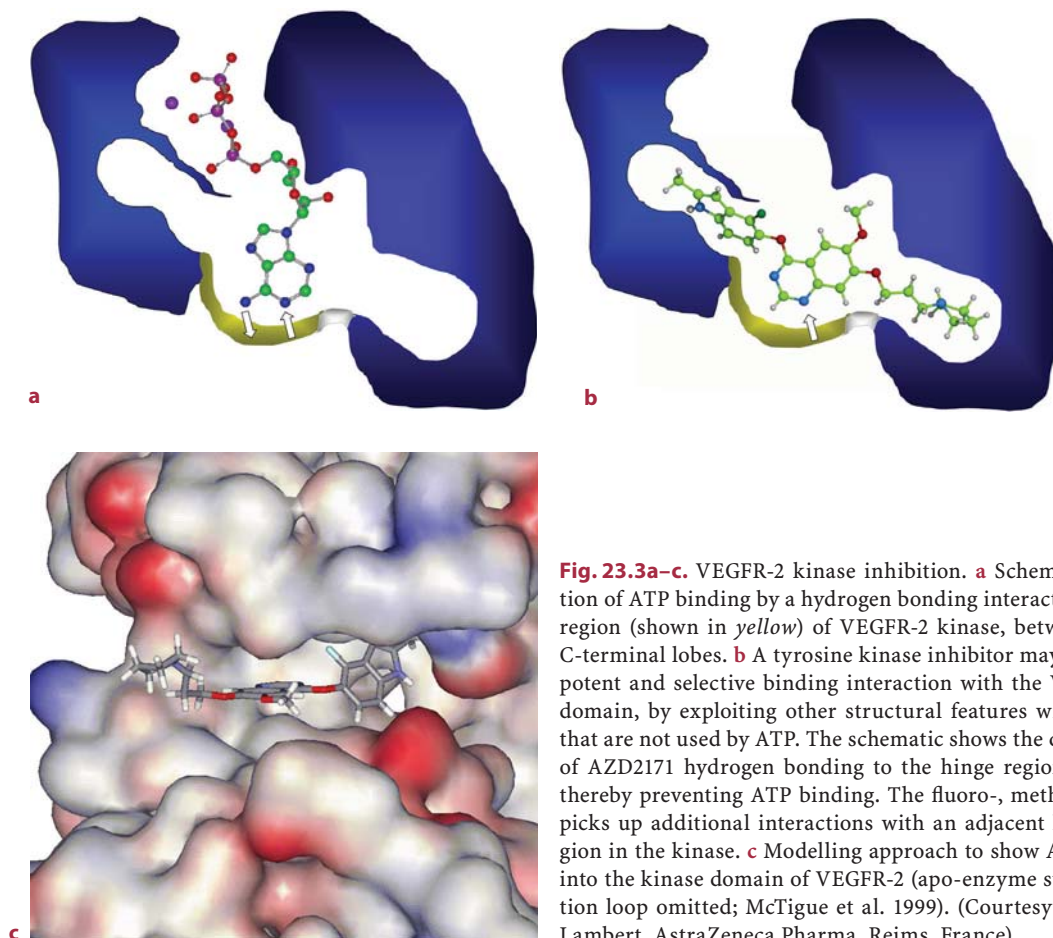 a
b
c
Fig. 23.3a–c. VEGFR-2 kinase inhibition. a Schem
tion of ATP binding by a hydrogen bonding interact
region (shown in yellow) of VEGFR-2 kinase, betw
C-terminal lobes. b A tyrosine kinase inhibitor may
potent and selective binding interaction with the
domain, by exploiting other structural features w
that are not used by ATP. The schematic shows the
of AZD2171 hydrogen bonding to the hinge region
thereby preventing ATP binding. The fluoro-, meth
picks up additional interactions with an adjacent
gion in the kinase. c Modelling approach to show A
into the kinase domain of VEGFR-2 (apo-enzyme s
tion loop omitted; McTigue et al. 1999). (Courtesy
Lambert, AstraZeneca Pharma, Reims, France)